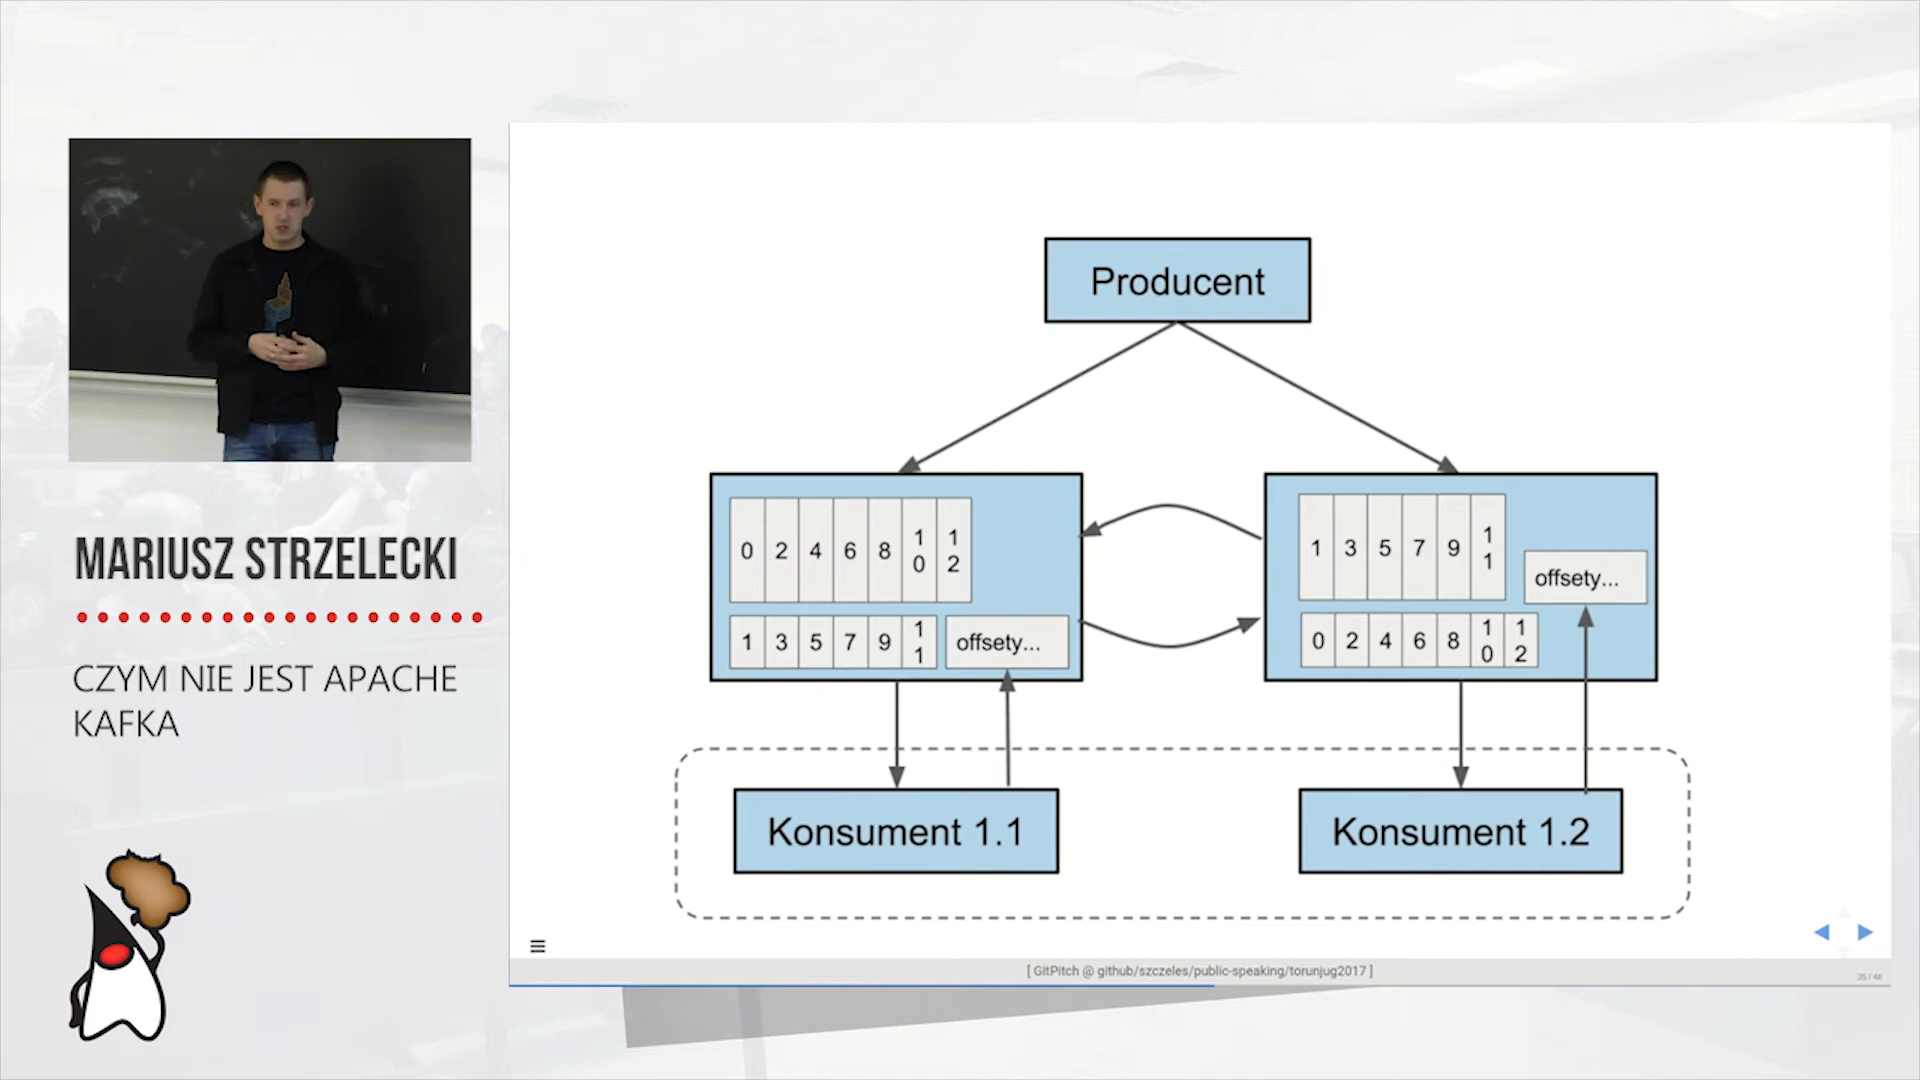 MARIUSZ STRZELECKI
CZYM NIE JEST APACHE
KAFKA
Producent
0 2 4 6 8 10 12
1 3 5 7 9 11
offsety...
1 3 5 7 9 11
offsety...
0 2 4 6 8 10 12
Konsument 1.1
Konsument 1.2
[ GitPitch @ github/szczeles/public-speaking/torunjug2017 ]
25 / 48